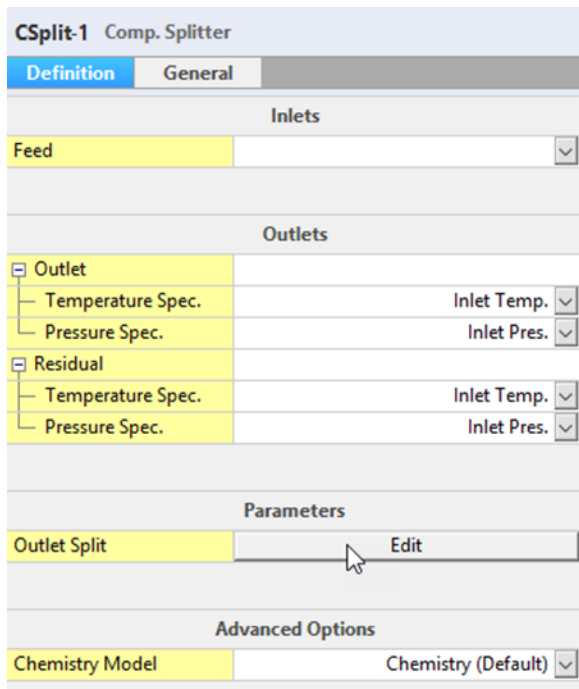 CSplit-1 Comp. Splitter
Definition General
Inlets
Feed
Outlets
Outlet
Temperature Spec. Inlet Temp.
Pressure Spec. Inlet Pres.
Residual
Temperature Spec. Inlet Temp.
Pressure Spec. Inlet Pres.
Parameters
Outlet Split Edit
Advanced Options
Chemistry Model Chemistry (Default)